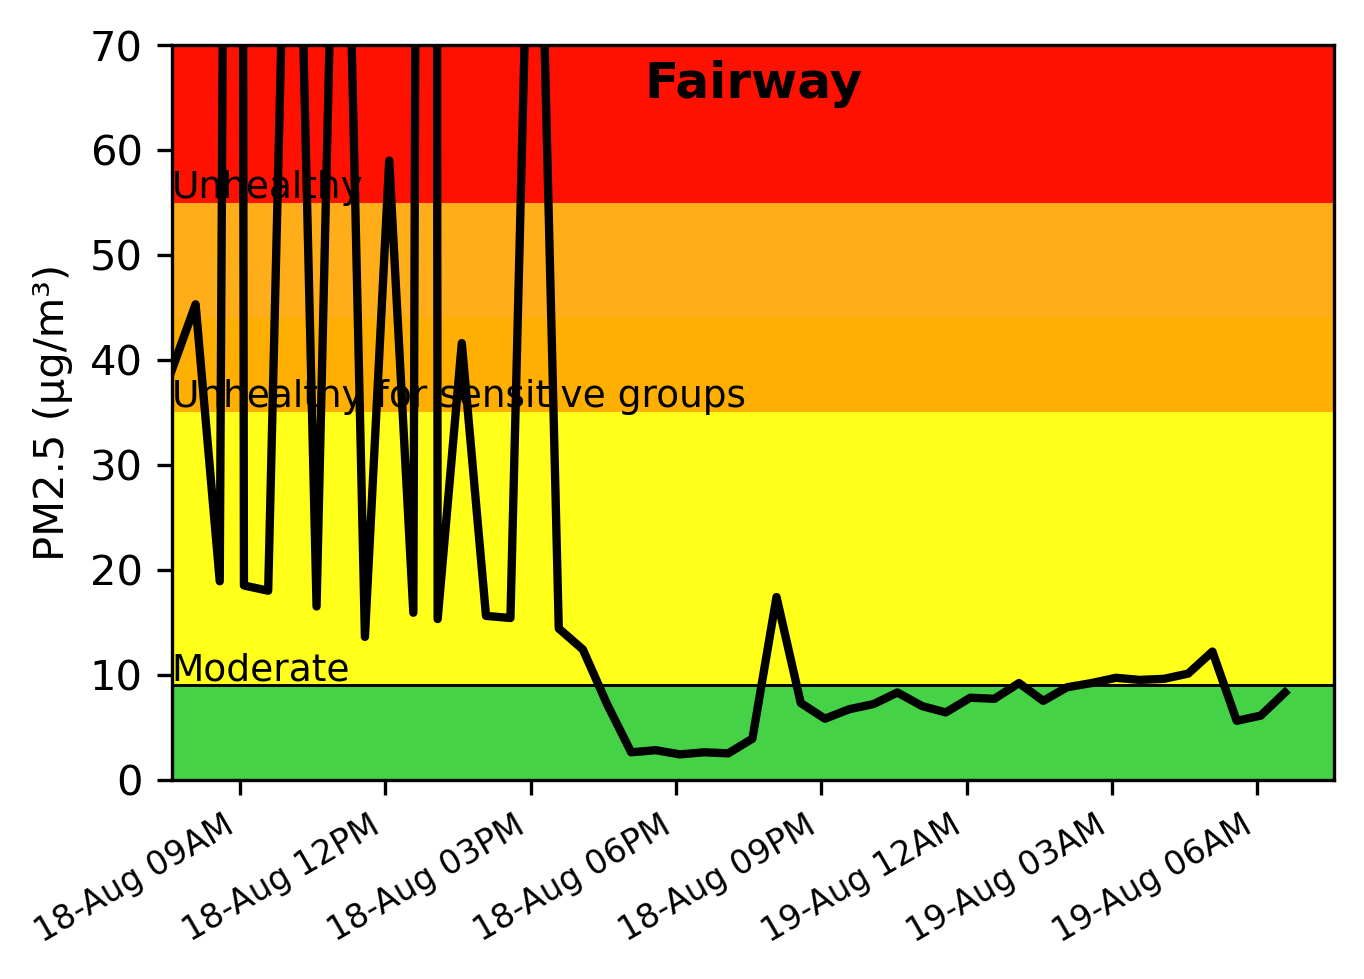 Fairway
PM2.5 (µg/m³)
70
60
Unhealthy
50
40
Unhealthy for sensitive groups
30
20
10
Moderate
0
18-Aug 09AM
18-Aug 12PM
18-Aug 03PM
18-Aug 06PM
18-Aug 09PM
19-Aug 12AM
19-Aug 03AM
19-Aug 06AM